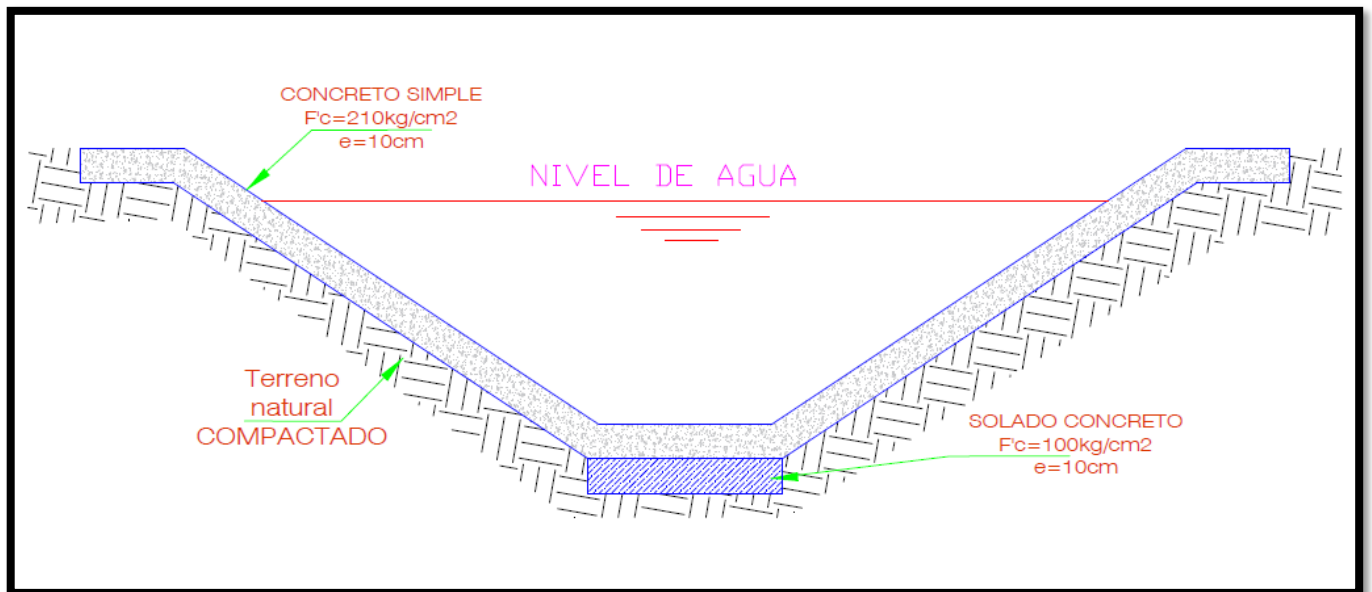 CONCRETO SIMPLE
F'c=210kg/cm2
e=10cm
NIVEL DE AGUA
Terreno
natural
COMPACTADO
SOLADO CONCRETO
F'c=100kg/cm2
e=10cm